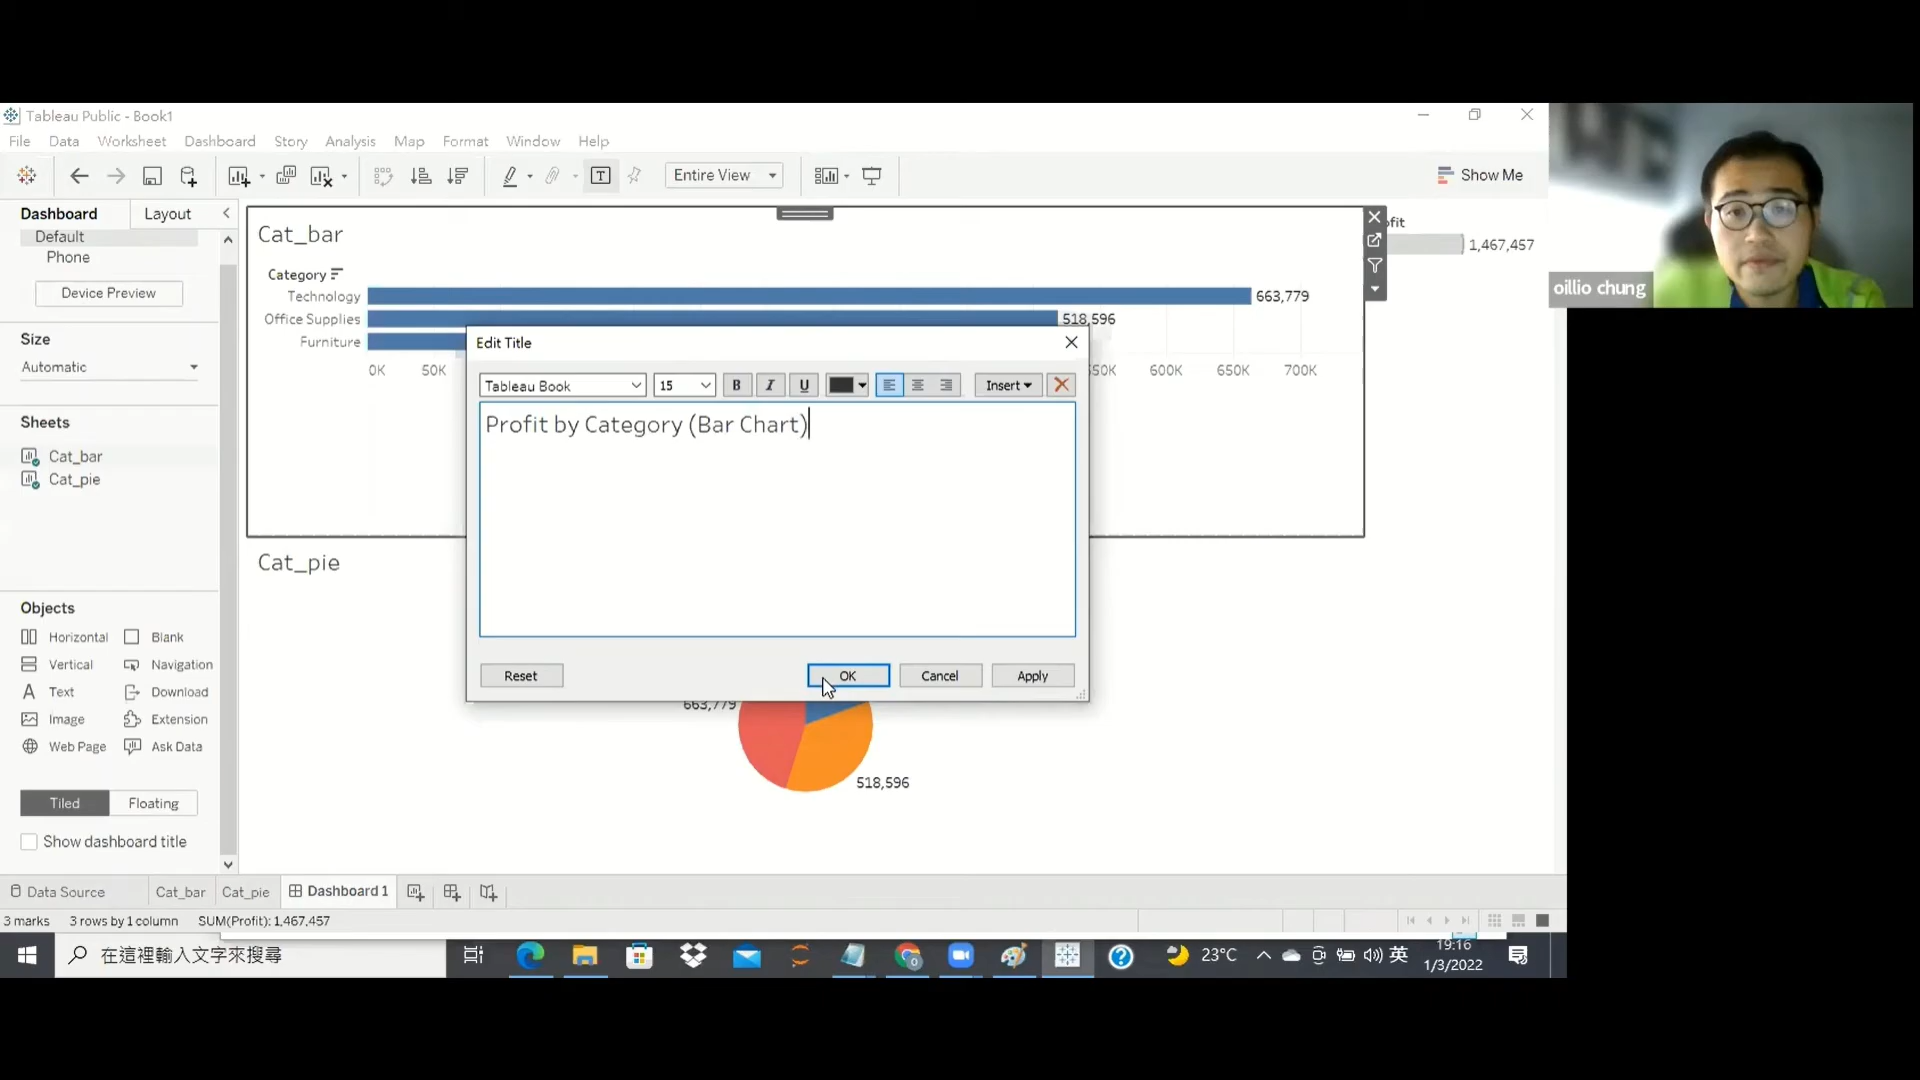 Tableau Public - Book1
File Data Worksheet Dashboard Story Analysis Map Format Window Help
Entire View
Show Me
Dashboard Layout
Default
Phone
Device Preview
Size
Automatic
Sheets
Cat_bar
Cat_pie
Objects
Horizontal Blank
Vertical Navigation
Text Download
Image Extension
Web Page Ask Data
Tiled Floating
Show dashboard title
Cat_bar
Category
Technology 663,779
Office Supplies 518,596
Furniture
0K 50K 600K 650K 700K
1,467,457
oillio chung
Edit Title
Tableau Book 15 B I U Insert
Profit by Category (Bar Chart)
Reset OK Cancel Apply
Cat_pie
663,779
518,596
Data Source Cat_bar Cat_pie Dashboard 1
3 marks 3 rows by 1 column SUM(Profit): 1,467,457
在這裡輸入文字來搜尋
23°C 英 19:16
1/3/2022